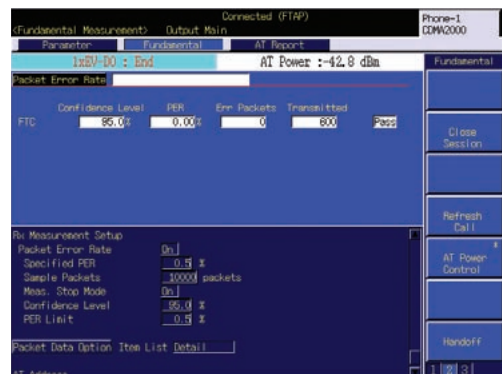 Connected (FTAP)
<Fundamental Measurement> Output Main
Phone-1
CDMA2000
Parameter Fundamental AT Report
1xEV-DO : End AT Power :-42.8 dBm
Fundamental
Packet Error Rate
Confidence Level PER Err Packets Transmitted
FTC 95.0% 0.00% 0 600 Pass
Close
Session
Refresh
Call
Rx Measurement Setup
Packet Error Rate On
Specified PER 0.5 %
Sample Packets 10000 packets
Meas. Stop Mode On
Confidence Level 95.0 %
PER Limit 0.5 %
AT Power
Control
Packet Data Option Item List Detail
Handoff
AT Address
1 2 3